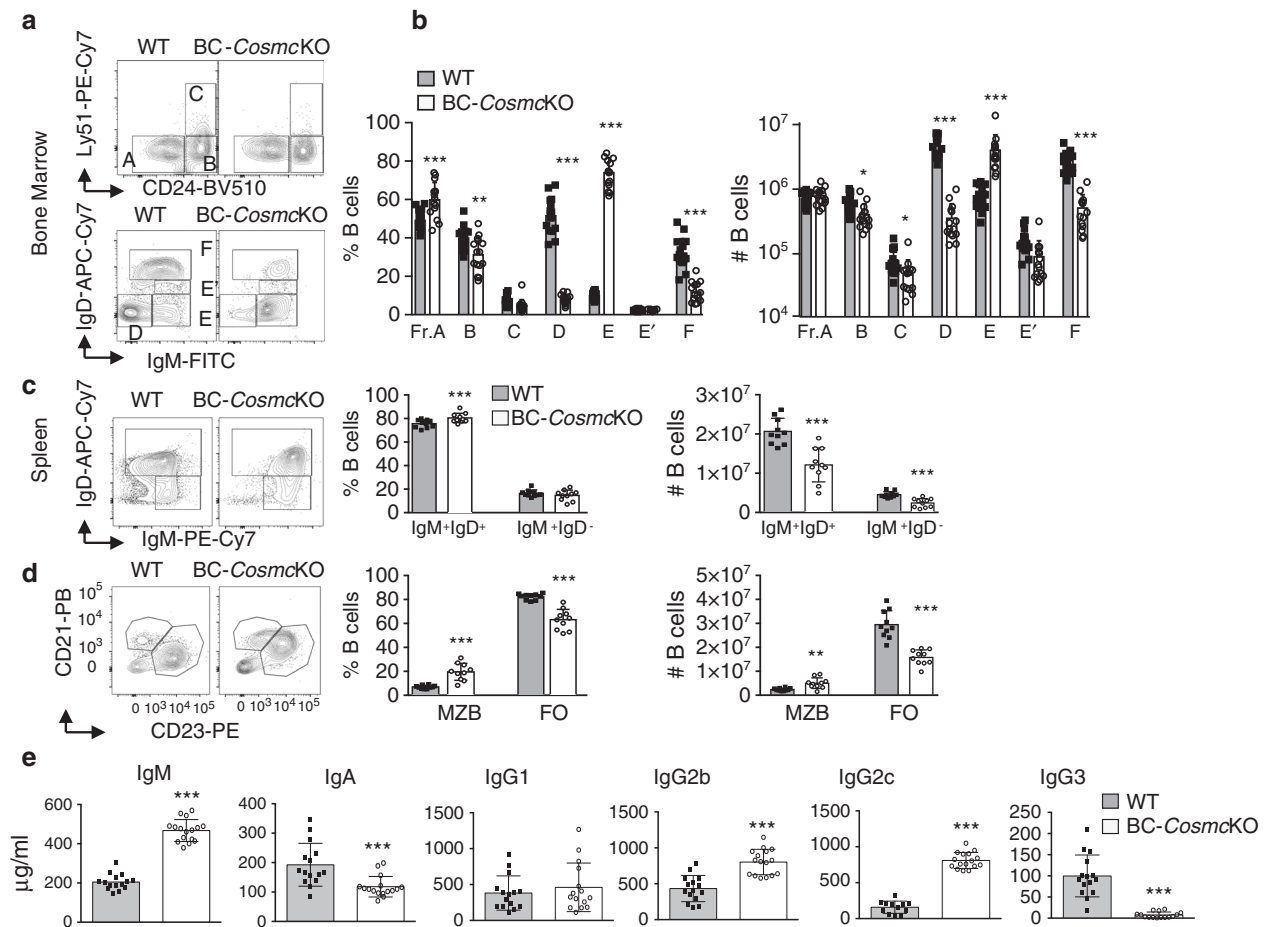 a
WT BC-CosmcKO
Ly51-PE-Cy7
C
A
B
CD24-BV510
Bone Marrow
WT BC-CosmcKO
IgD-APC-Cy7
F
E′
E
D
IgM-FITC
b
WT
BC-CosmcKO
% B cells
100
80
60
40
20
0
*** ** *** *** ***
Fr.A B C D E E′ F
# B cells
10⁷
10⁶
10⁵
10⁴
* * *** *** ***
Fr.A B C D E E′ F
c
Spleen
WT BC-CosmcKO
IgD-APC-Cy7
IgM-PE-Cy7
% B cells
100
80
60
40
20
0
***
WT
BC-CosmcKO
IgM⁺IgD⁺ IgM⁺IgD⁻
# B cells
3×10⁷
2×10⁷
1×10⁷
0
*** ***
IgM⁺IgD⁺ IgM⁺IgD⁻
d
WT BC-CosmcKO
CD21-PB
10⁵
10⁴
10³
0
0 10³ 10⁴ 10⁵ 0 10³ 10⁴ 10⁵
CD23-PE
% B cells
100
80
60
40
20
0
*** ***
MZB FO
# B cells
5×10⁷
4×10⁷
3×10⁷
2×10⁷
1×10⁷
0
** ***
MZB FO
e
µg/ml
IgM
600
400
200
0
***
IgA
400
300
200
100
0
***
IgG1
1500
1000
500
0
IgG2b
1500
1000
500
0
***
IgG2c
1500
1000
500
0
***
IgG3
250
200
150
100
50
0
***
WT
BC-CosmcKO